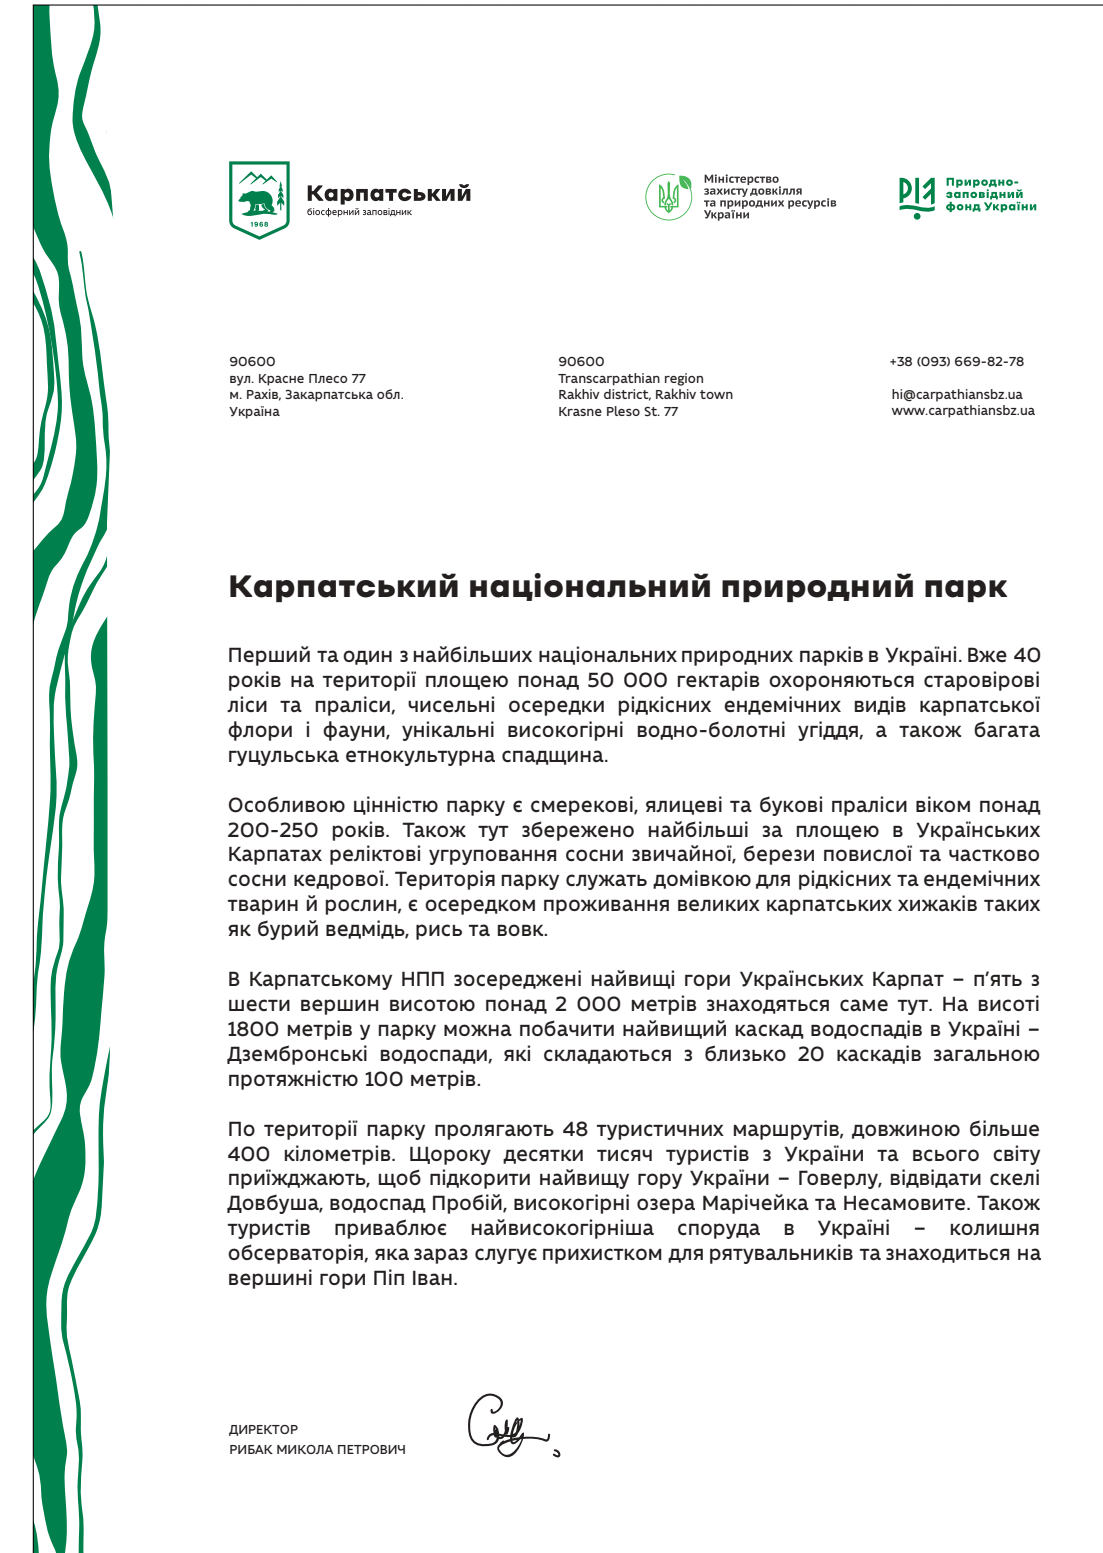 Карпатський
біосферний заповідник
1968
Міністерство
захисту довкілля
та природних ресурсів
України
Природно-
заповідний
фонд України
90600
вул. Красне Плесо 77
м. Рахів, Закарпатська обл.
Україна
90600
Transcarpathian region
Rakhiv district, Rakhiv town
Krasne Pleso St. 77
+38 (093) 669-82-78
hi@carpathiansbz.ua
www.carpathiansbz.ua
Карпатський національний природний парк
Перший та один з найбільших національних природних парків в Україні. Вже 40
років на території площею понад 50 000 гектарів охороняються старовірові
ліси та праліси, чисельні осередки рідкісних ендемічних видів карпатської
флори і фауни, унікальні високогірні водно-болотні угіддя, а також багата
гуцульська етнокультурна спадщина.
Особливою цінністю парку є смерекові, ялицеві та букові праліси віком понад
200-250 років. Також тут збережено найбільші за площею в Українських
Карпатах реліктові угруповання сосни звичайної, берези повислої та частково
сосни кедрової. Територія парку служать домівкою для рідкісних та ендемічних
тварин й рослин, є осередком проживання великих карпатських хижаків таких
як бурий ведмідь, рись та вовк.
В Карпатському НПП зосереджені найвищі гори Українських Карпат – п’ять з
шести вершин висотою понад 2 000 метрів знаходяться саме тут. На висоті
1800 метрів у парку можна побачити найвищий каскад водоспадів в Україні –
Дзембронські водоспади, які складаються з близько 20 каскадів загальною
протяжністю 100 метрів.
По території парку пролягають 48 туристичних маршрутів, довжиною більше
400 кілометрів. Щороку десятки тисяч туристів з України та всього світу
приїжджають, щоб підкорити найвищу гору України – Говерлу, відвідати скелі
Довбуша, водоспад Пробій, високогірні озера Марічейка та Несамовите. Також
туристів приваблює найвисокогірніша споруда в Україні – колишня
обсерваторія, яка зараз слугує прихистком для рятувальників та знаходиться на
вершині гори Піп Іван.
ДИРЕКТОР
РИБАК МИКОЛА ПЕТРОВИЧ